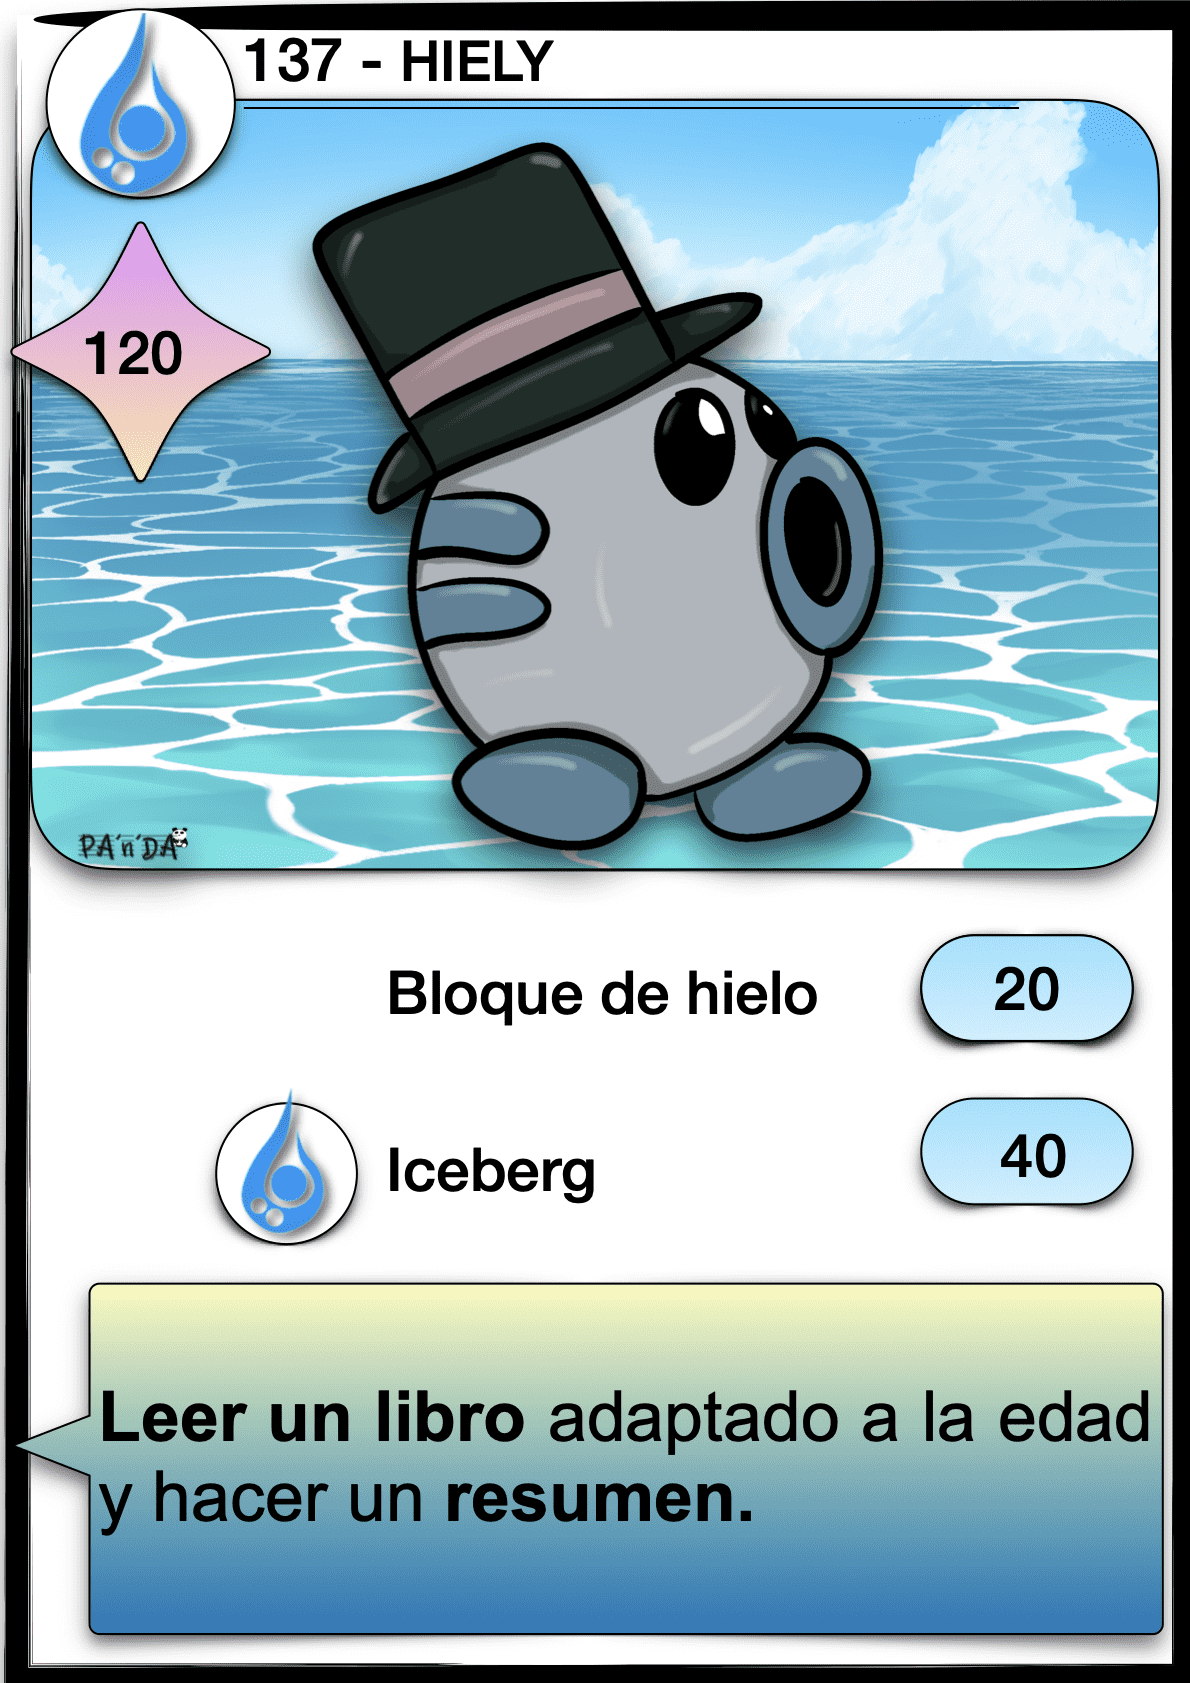 137 - HIELY
120
PA'n'DA
Bloque de hielo
20
Iceberg
40
Leer un libro adaptado a la edad
y hacer un resumen.